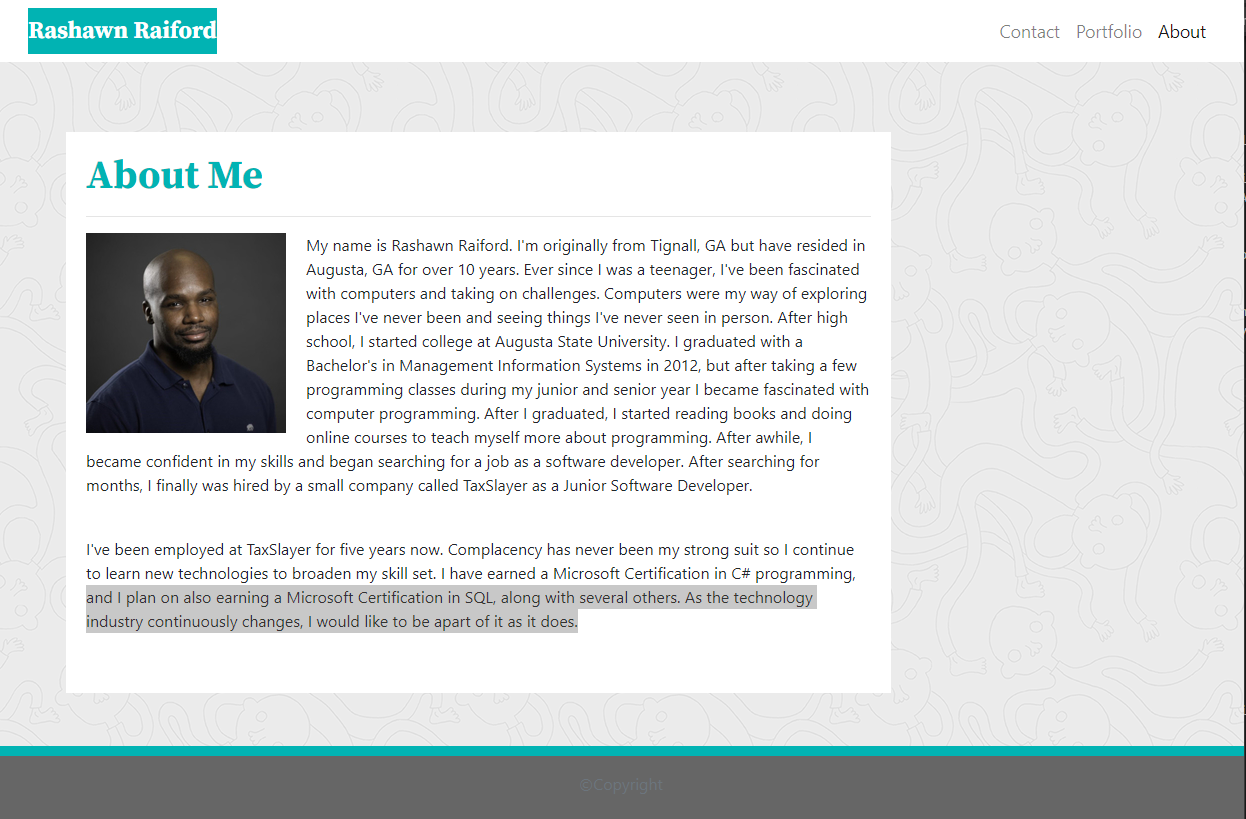 Rashawn Raiford
Contact Portfolio About
About Me
My name is Rashawn Raiford. I'm originally from Tignall, GA but have resided in
Augusta, GA for over 10 years. Ever since I was a teenager, I've been fascinated
with computers and taking on challenges. Computers were my way of exploring
places I've never been and seeing things I've never seen in person. After high
school, I started college at Augusta State University. I graduated with a
Bachelor's in Management Information Systems in 2012, but after taking a few
programming classes during my junior and senior year I became fascinated with
computer programming. After I graduated, I started reading books and doing
online courses to teach myself more about programming. After awhile, I
became confident in my skills and began searching for a job as a software developer. After searching for
months, I finally was hired by a small company called TaxSlayer as a Junior Software Developer.
I've been employed at TaxSlayer for five years now. Complacency has never been my strong suit so I continue
to learn new technologies to broaden my skill set. I have earned a Microsoft Certification in C# programming,
and I plan on also earning a Microsoft Certification in SQL, along with several others. As the technology
industry continuously changes, I would like to be apart of it as it does.
©Copyright